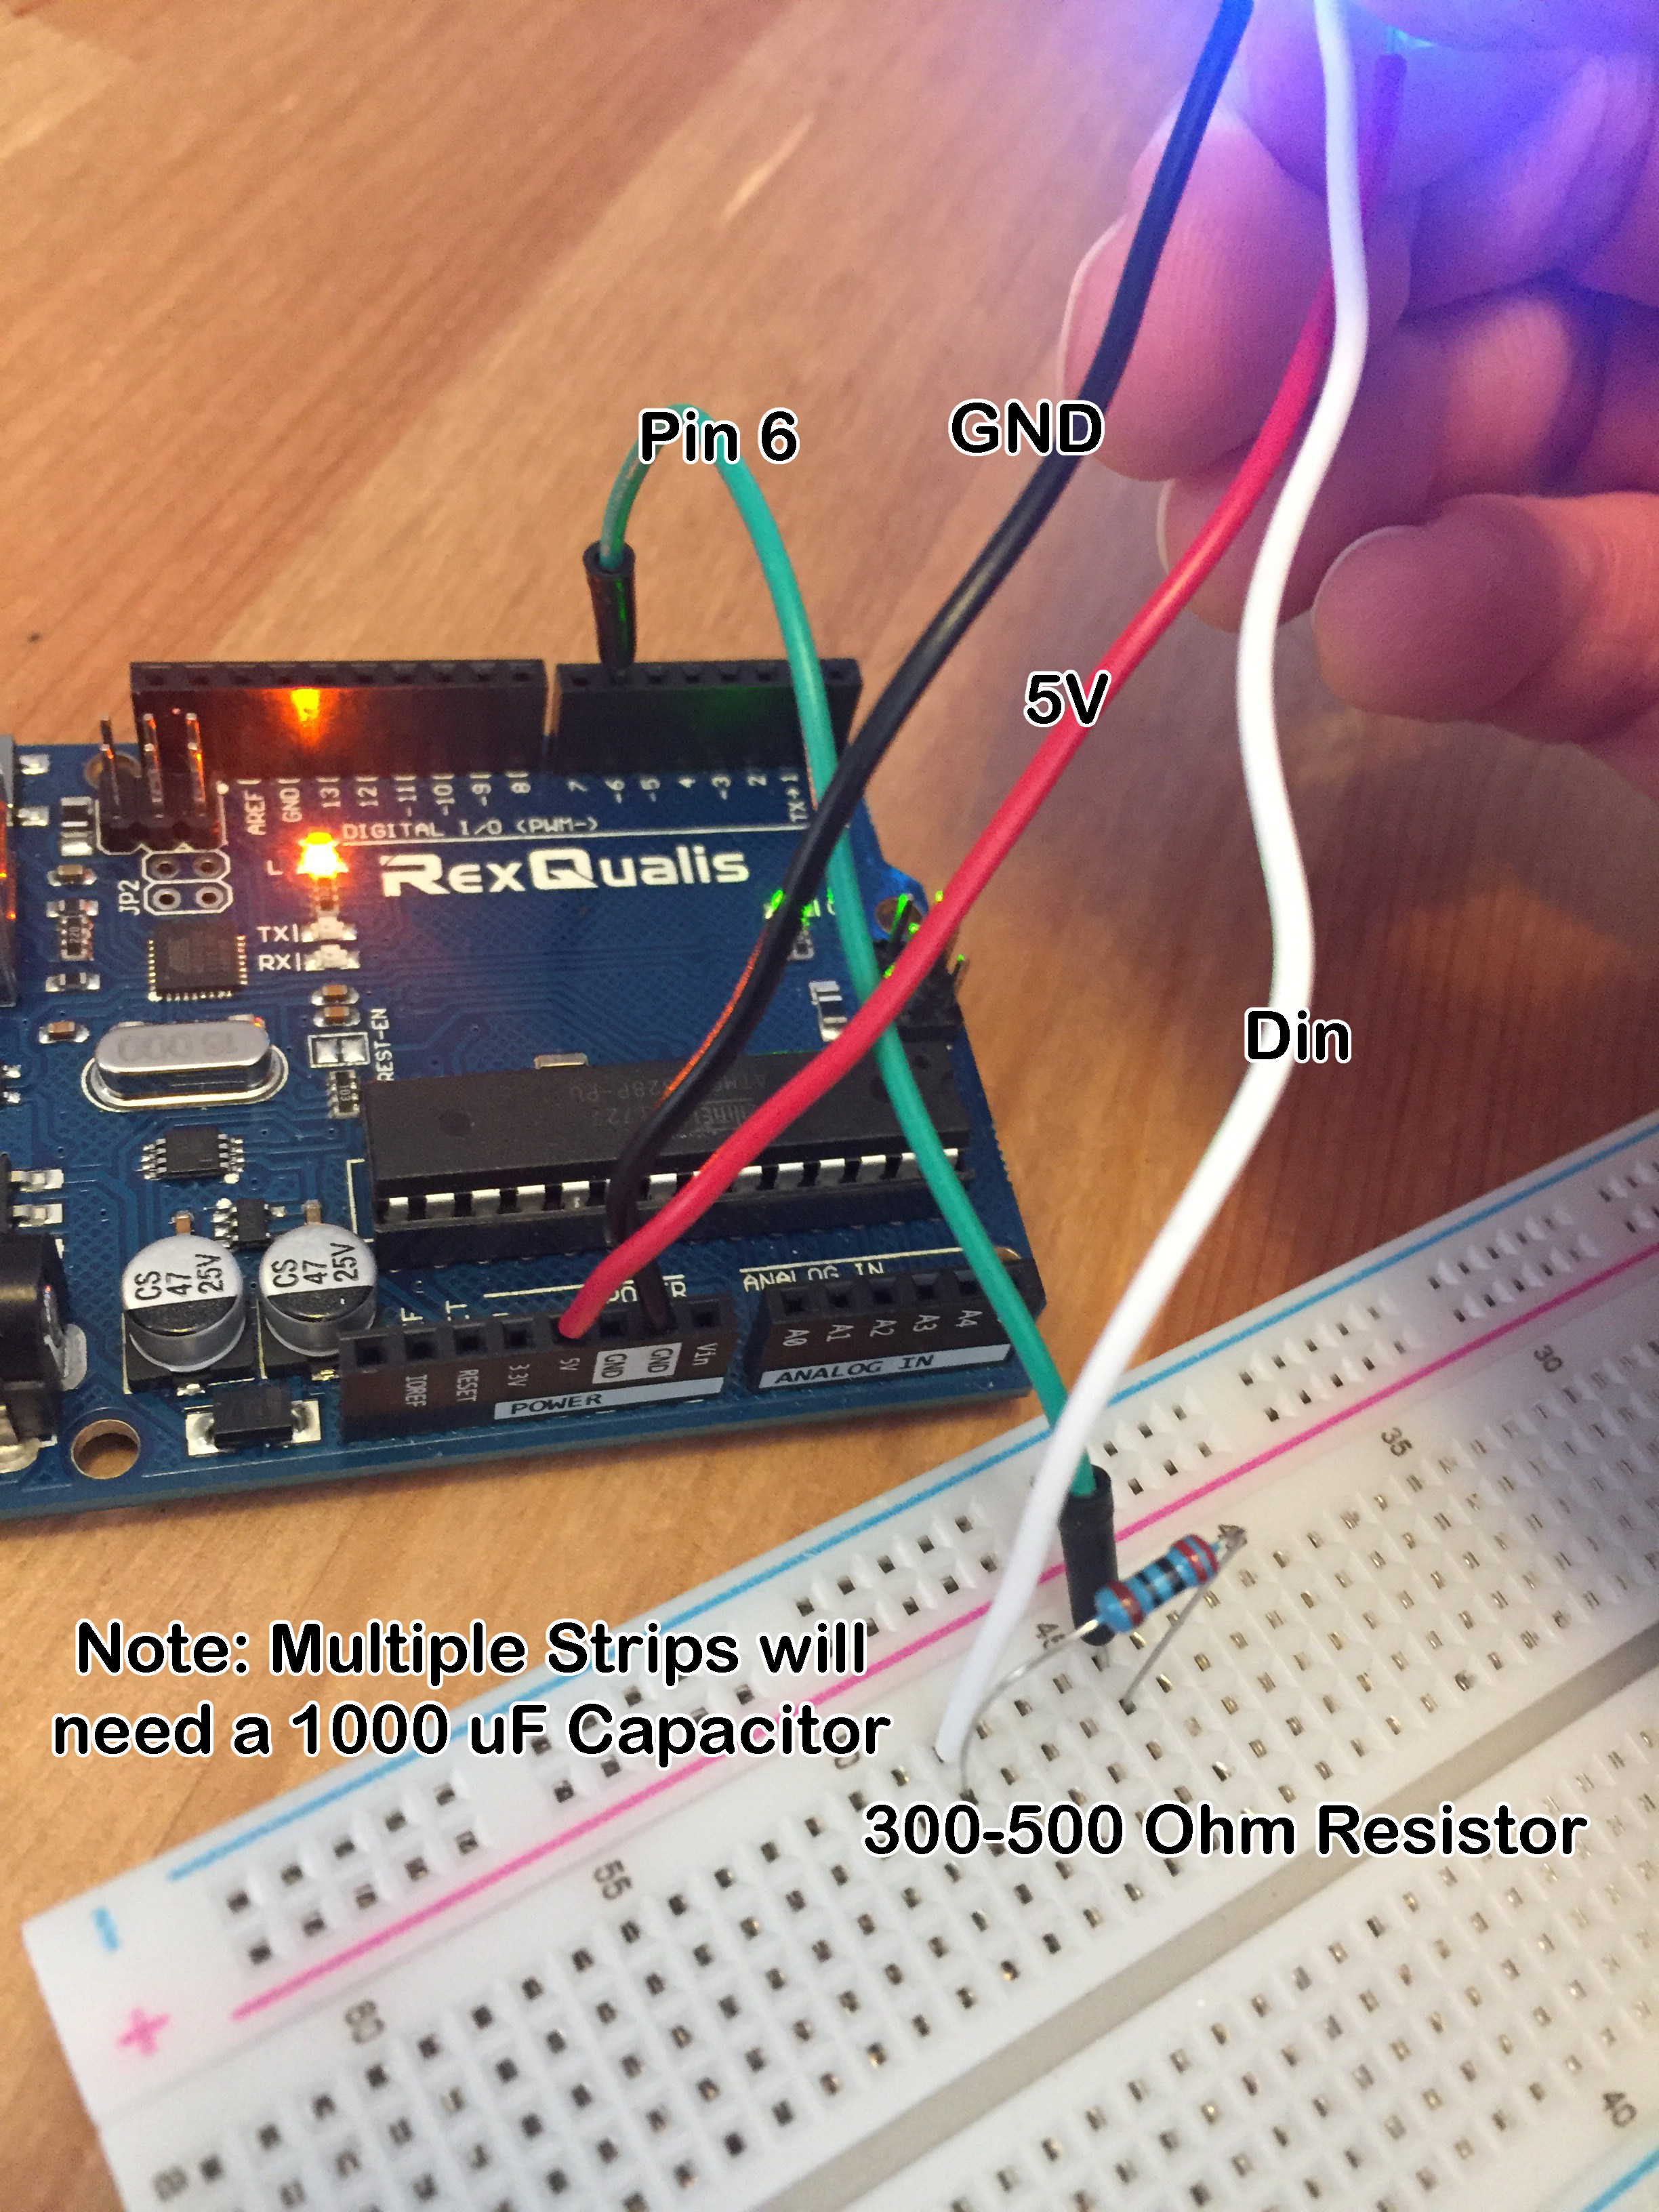 Pin 6
GND
5V
Din
AREF
GND
13
12
~11
~10
~9
8
7
~6
~5
4
~3
2
TX→1
DIGITAL I/O (PWM~)
L
REXQualis
JP2
TX
RX
REST-EN
CS
47
25V
CS
47
25V
POWER
ANALOG IN
IOREF
RESET
3.3V
5V
GND
GND
Vin
POWER
A0
A1
A2
A3
A4
ANALOG IN
30
35
Note: Multiple Strips will
need a 1000 uF Capacitor
300-500 Ohm Resistor
55
60
-
+
40